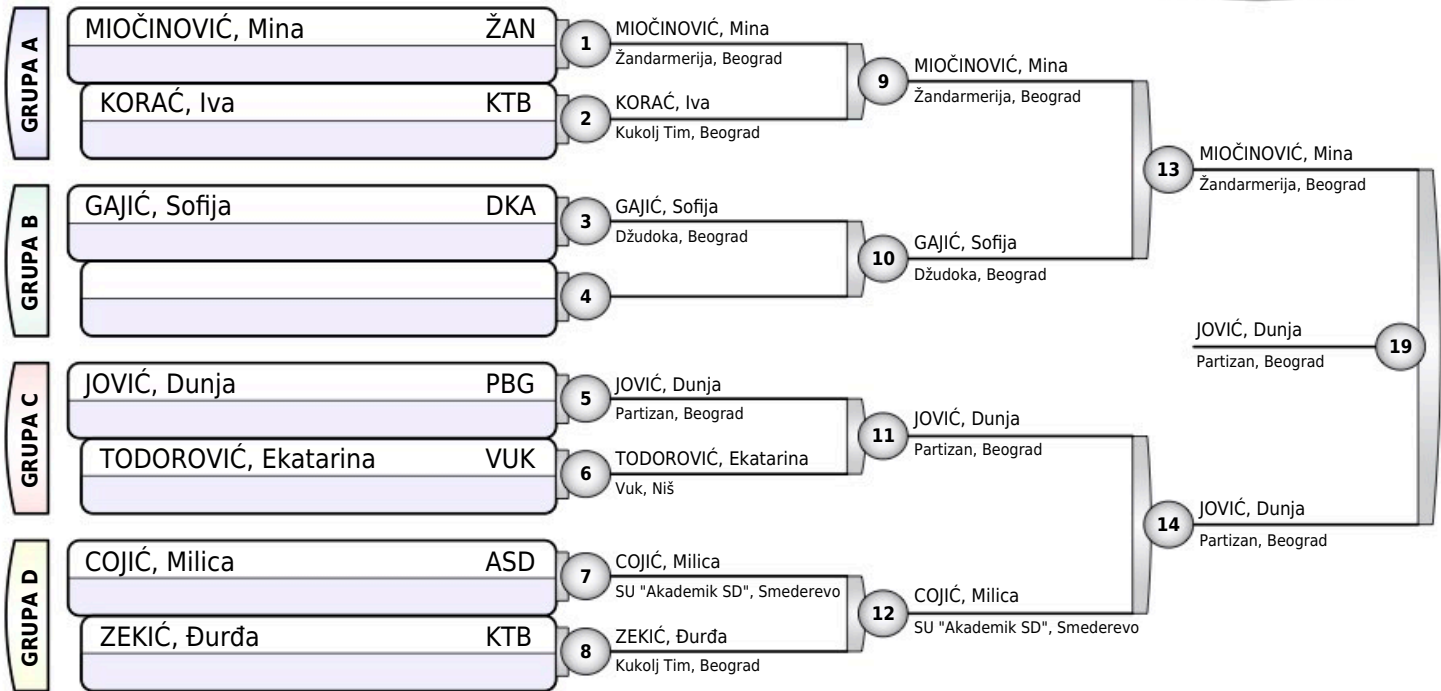 GRUPA A
MIOČINOVIĆ, Mina ŽAN
KORAĆ, Iva KTB
GRUPA B
GAJIĆ, Sofija DKA
GRUPA C
JOVIĆ, Dunja PBG
TODOROVIĆ, Ekatarina VUK
GRUPA D
COJIĆ, Milica ASD
ZEKIĆ, Đurđa KTB
1
MIOČINOVIĆ, Mina
Žandarmerija, Beograd
2
KORAĆ, Iva
Kukolj Tim, Beograd
3
GAJIĆ, Sofija
Džudoka, Beograd
4
5
JOVIĆ, Dunja
Partizan, Beograd
6
TODOROVIĆ, Ekatarina
Vuk, Niš
7
COJIĆ, Milica
SU "Akademik SD", Smederevo
8
ZEKIĆ, Đurđa
Kukolj Tim, Beograd
9
MIOČINOVIĆ, Mina
Žandarmerija, Beograd
10
GAJIĆ, Sofija
Džudoka, Beograd
11
JOVIĆ, Dunja
Partizan, Beograd
12
COJIĆ, Milica
SU "Akademik SD", Smederevo
13
MIOČINOVIĆ, Mina
Žandarmerija, Beograd
14
JOVIĆ, Dunja
Partizan, Beograd
JOVIĆ, Dunja
Partizan, Beograd
19